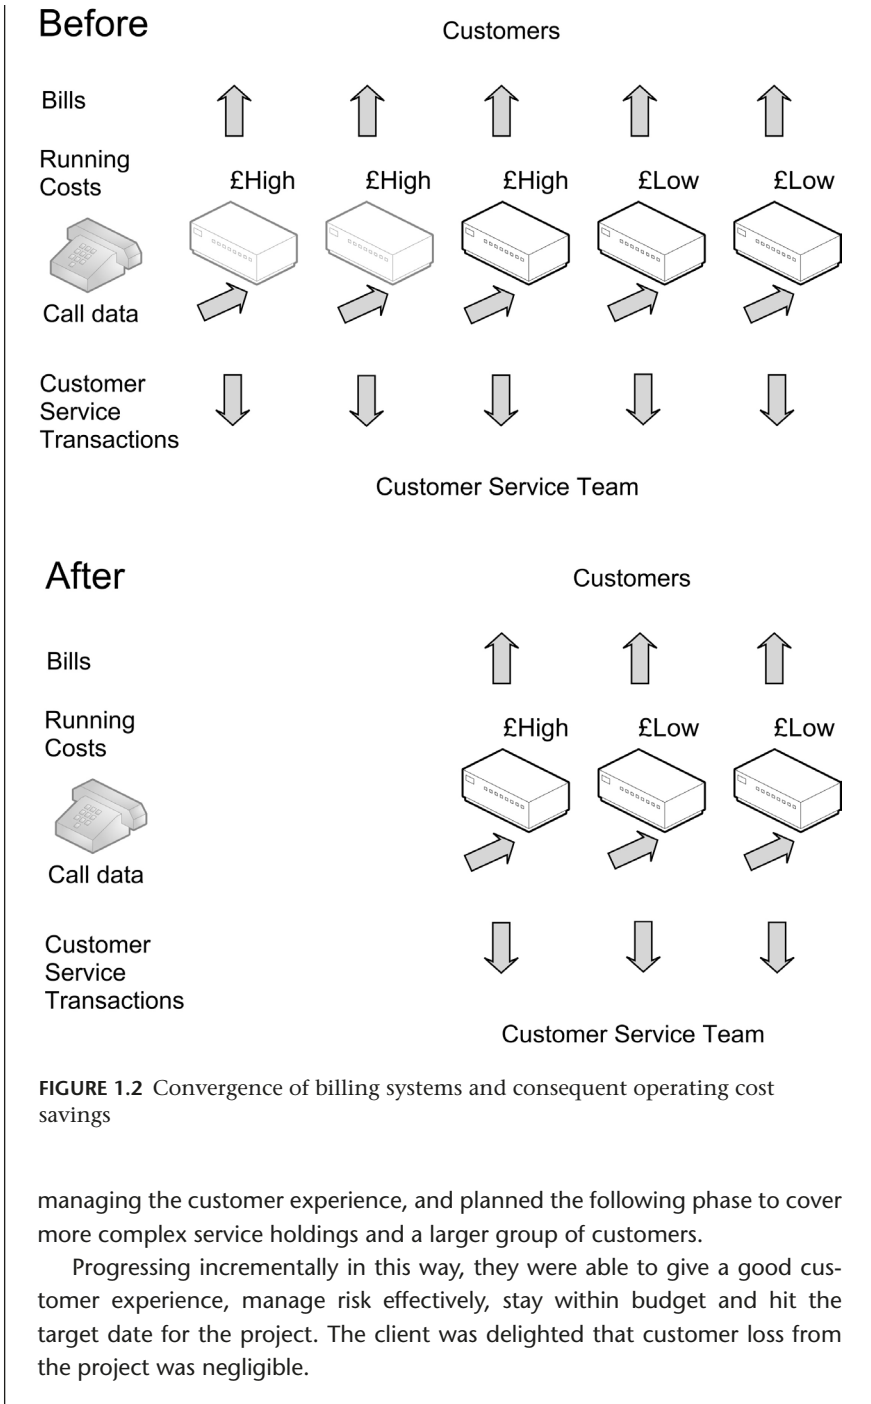 Before
Customers
Bills
Running
Costs
£High £High £High £Low £Low
Call data
Customer
Service
Transactions
Customer Service Team
After
Customers
Bills
Running
Costs
£High £Low £Low
Call data
Customer
Service
Transactions
Customer Service Team
FIGURE 1.2 Convergence of billing systems and consequent operating cost
savings
managing the customer experience, and planned the following phase to cover
more complex service holdings and a larger group of customers.
Progressing incrementally in this way, they were able to give a good cus-
tomer experience, manage risk effectively, stay within budget and hit the
target date for the project. The client was delighted that customer loss from
the project was negligible.